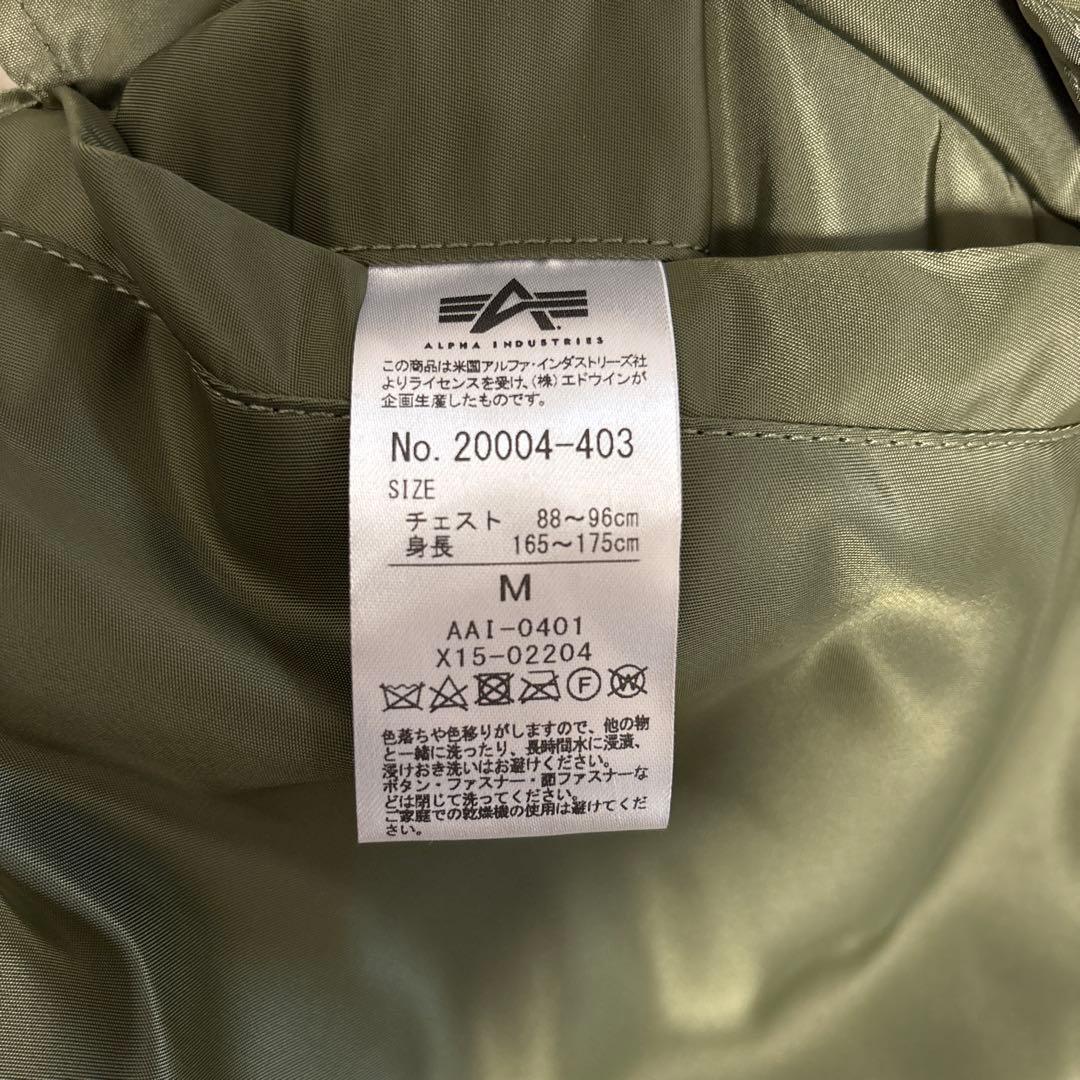 ALPHA INDUSTRIES
この商品は米国アルファ・インダストリーズ社
よりライセンスを受け、(株)エドウインが
企画生産したものです。
No. 20004-403
SIZE
チェスト 88～96cm
身長 165～175cm
M
AAI-0401
X15-02204
F W
色落ちや色移りがしますので、他の物
と一緒に洗ったり、長時間水に浸漬、
浸けおき洗いはお避けください。
ボタン・ファスナー・面ファスナーな
どは閉じて洗ってください。
ご家庭での乾燥機の使用は避けてくだ
さい。